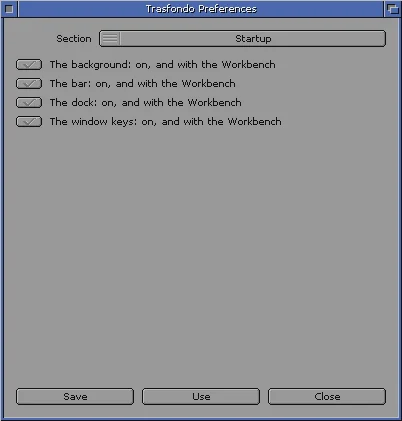 Trasfondo Preferences
Section Startup
The background: on, and with the Workbench
The bar: on, and with the Workbench
The dock: on, and with the Workbench
The window keys: on, and with the Workbench
Save Use Close